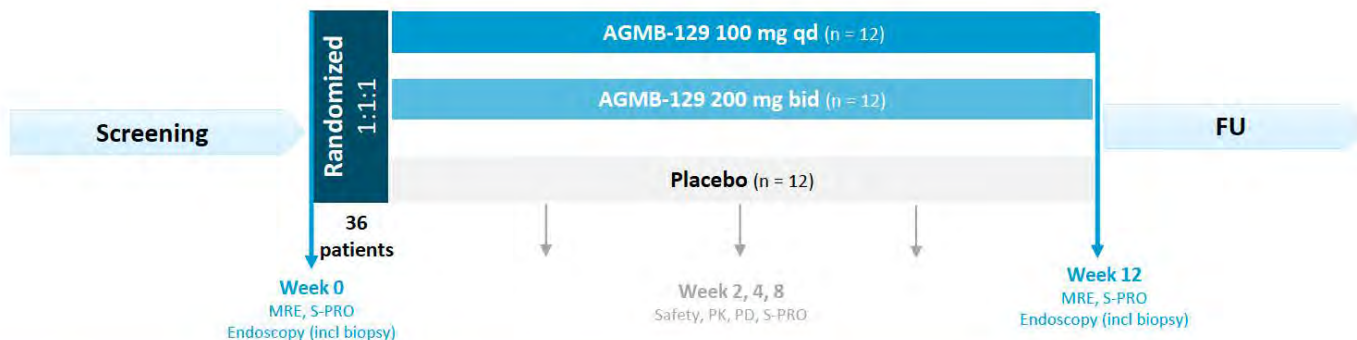 AGMB-129 100 mg qd (n = 12)
AGMB-129 200 mg bid (n = 12)
Screening
Randomized
1:1:1
FU
Placebo (n = 12)
36
patients
Week 0
MRE, S-PRO
Endoscopy (incl biopsy)
Week 2, 4, 8
Safety, PK, PD, S-PRO
Week 12
MRE, S-PRO
Endoscopy (incl biopsy)